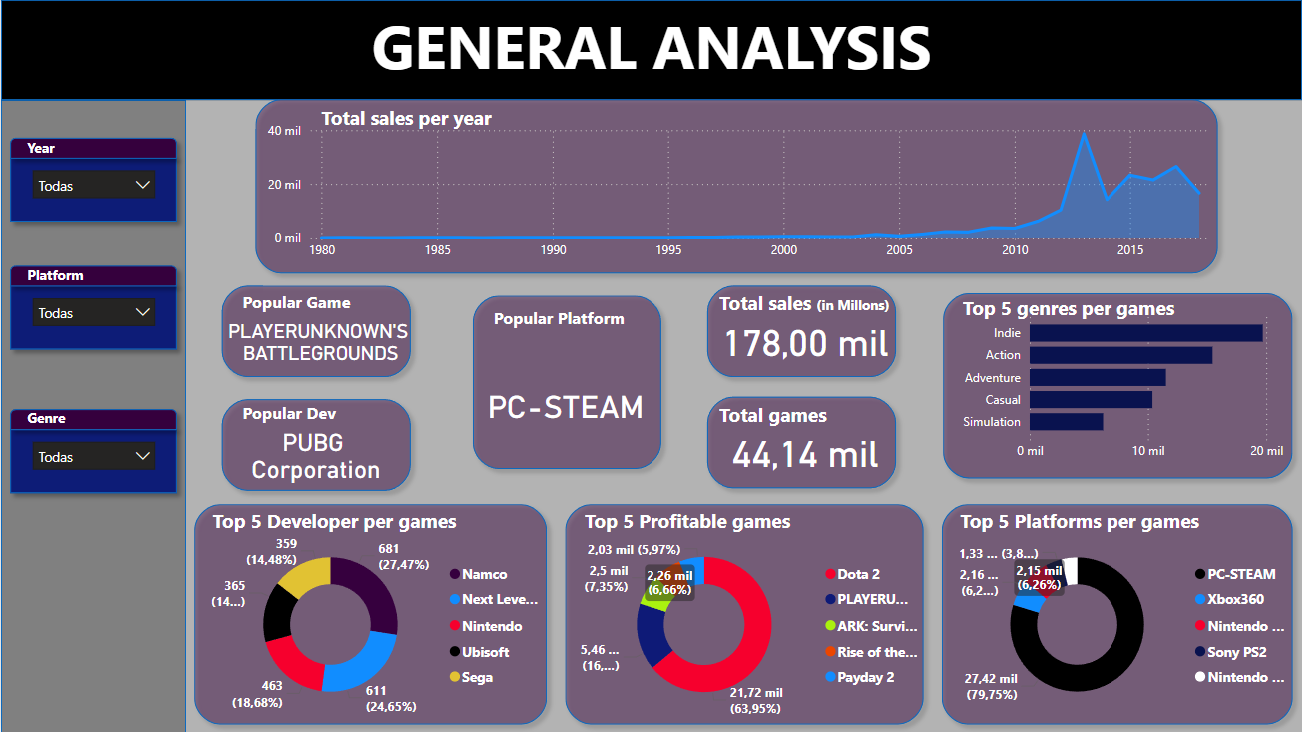 GENERAL ANALYSIS
Year
Todas
Platform
Todas
Genre
Todas
Total sales per year
40 mil
20 mil
0 mil
1980 1985 1990 1995 2000 2005 2010 2015
Popular Game
PLAYERUNKNOWN'S
BATTLEGROUNDS
Popular Dev
PUBG
Corporation
Popular Platform
PC-STEAM
Total sales (in Millons)
178,00 mil
Total games
44,14 mil
Top 5 genres per games
Indie
Action
Adventure
Casual
Simulation
0 mil 10 mil 20 mil
Top 5 Developer per games
359
(14,48%)
681
(27,47%)
365
(14...)
463
(18,68%)
611
(24,65%)
Namco
Next Leve...
Nintendo
Ubisoft
Sega
Top 5 Profitable games
2,03 mil (5,97%)
2,5 mil
(7,35%)
2,26 mil
(6,66%)
5,46 ...
(16,...)
21,72 mil
(63,95%)
Dota 2
PLAYERU...
ARK: Survi...
Rise of the...
Payday 2
Top 5 Platforms per games
1,33 ... (3,8...)
2,16 ...
(6,2...)
2,15 mil
(6,26%)
27,42 mil
(79,75%)
PC-STEAM
Xbox360
Nintendo ...
Sony PS2
Nintendo ...